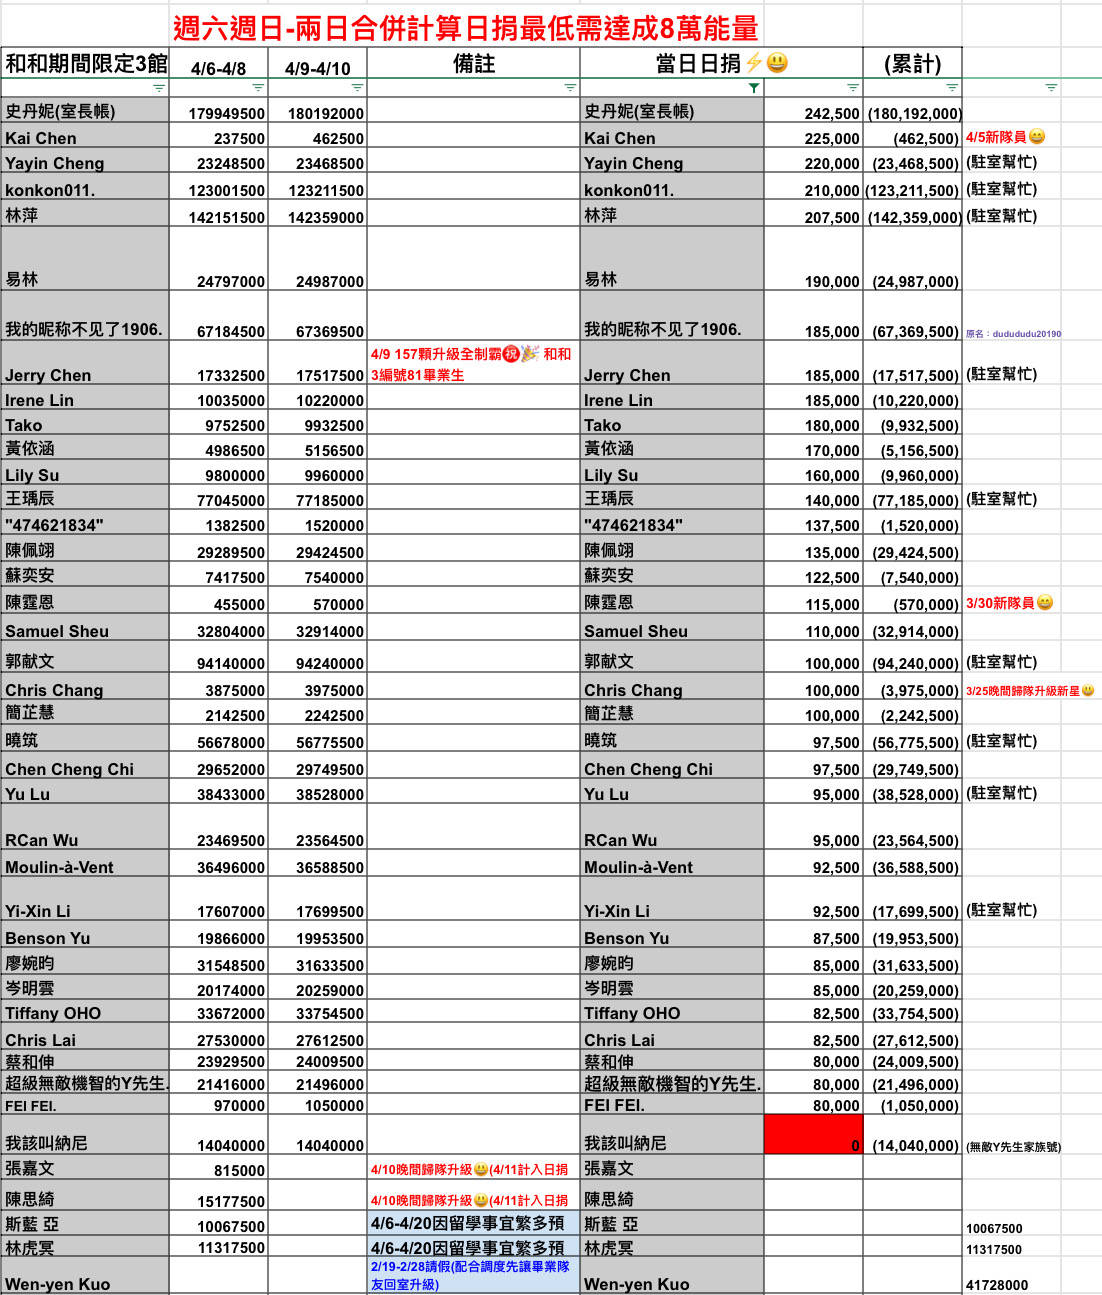 週六週日-兩日合併計算日捐最低需達成8萬能量
和和期間限定3館 4/6-4/8 4/9-4/10 備註 當日日捐⚡😃 (累計)
史丹妮(室長帳) 179949500 180192000 史丹妮(室長帳) 242,500 (180,192,000)
Kai Chen 237500 462500 Kai Chen 225,000 (462,500) 4/5新隊員😄
Yayin Cheng 23248500 23468500 Yayin Cheng 220,000 (23,468,500) (駐室幫忙)
konkon011. 123001500 123211500 konkon011. 210,000 (123,211,500) (駐室幫忙)
林萍 142151500 142359000 林萍 207,500 (142,359,000) (駐室幫忙)
易林 24797000 24987000 易林 190,000 (24,987,000)
我的昵称不见了1906. 67184500 67369500 我的昵称不见了1906. 185,000 (67,369,500) 原名：dudududu20190
4/9 157顆升級全制霸㊗️🎉 和和
Jerry Chen 17332500 17517500 3編號81畢業生 Jerry Chen 185,000 (17,517,500) (駐室幫忙)
Irene Lin 10035000 10220000 Irene Lin 185,000 (10,220,000)
Tako 9752500 9932500 Tako 180,000 (9,932,500)
黃依涵 4986500 5156500 黃依涵 170,000 (5,156,500)
Lily Su 9800000 9960000 Lily Su 160,000 (9,960,000)
王瑀辰 77045000 77185000 王瑀辰 140,000 (77,185,000) (駐室幫忙)
"474621834" 1382500 1520000 "474621834" 137,500 (1,520,000)
陳佩翊 29289500 29424500 陳佩翊 135,000 (29,424,500)
蘇奕安 7417500 7540000 蘇奕安 122,500 (7,540,000)
陳霆恩 455000 570000 陳霆恩 115,000 (570,000) 3/30新隊員😄
Samuel Sheu 32804000 32914000 Samuel Sheu 110,000 (32,914,000)
郭献文 94140000 94240000 郭献文 100,000 (94,240,000) (駐室幫忙)
Chris Chang 3875000 3975000 Chris Chang 100,000 (3,975,000) 3/25晚間歸隊升級新星😃
簡芷慧 2142500 2242500 簡芷慧 100,000 (2,242,500)
曉筑 56678000 56775500 曉筑 97,500 (56,775,500) (駐室幫忙)
Chen Cheng Chi 29652000 29749500 Chen Cheng Chi 97,500 (29,749,500)
Yu Lu 38433000 38528000 Yu Lu 95,000 (38,528,000) (駐室幫忙)
RCan Wu 23469500 23564500 RCan Wu 95,000 (23,564,500)
Moulin-à-Vent 36496000 36588500 Moulin-à-Vent 92,500 (36,588,500)
Yi-Xin Li 17607000 17699500 Yi-Xin Li 92,500 (17,699,500) (駐室幫忙)
Benson Yu 19866000 19953500 Benson Yu 87,500 (19,953,500)
廖婉昀 31548500 31633500 廖婉昀 85,000 (31,633,500)
岑明雲 20174000 20259000 岑明雲 85,000 (20,259,000)
Tiffany OHO 33672000 33754500 Tiffany OHO 82,500 (33,754,500)
Chris Lai 27530000 27612500 Chris Lai 82,500 (27,612,500)
蔡和伸 23929500 24009500 蔡和伸 80,000 (24,009,500)
超級無敵機智的Y先生. 21416000 21496000 超級無敵機智的Y先生. 80,000 (21,496,000)
FEI FEI. 970000 1050000 FEI FEI. 80,000 (1,050,000)
我該叫納尼 14040000 14040000 我該叫納尼 0 (14,040,000) (無敵Y先生家族號)
張嘉文 815000 4/10晚間歸隊升級😃(4/11計入日捐 張嘉文
陳思綺 15177500 4/10晚間歸隊升級😃(4/11計入日捐 陳思綺
斯藍 亞 10067500 4/6-4/20因留學事宜繁多預 斯藍 亞 10067500
林虎冥 11317500 4/6-4/20因留學事宜繁多預 林虎冥 11317500
2/19-2/28請假(配合調度先讓畢業隊
Wen-yen Kuo 友回室升級) Wen-yen Kuo 41728000